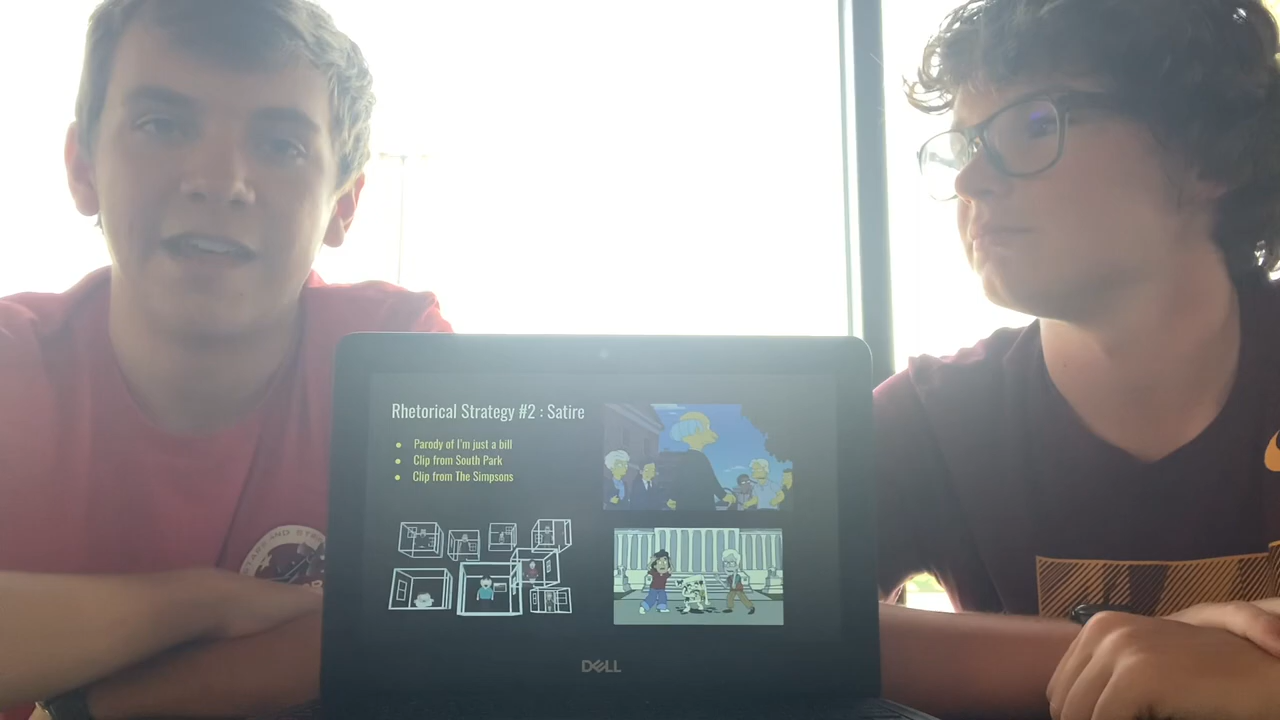 Rhetorical Strategy #2 : Satire
● Parody of I'm just a bill
● Clip from South Park
● Clip from The Simpsons
DELL